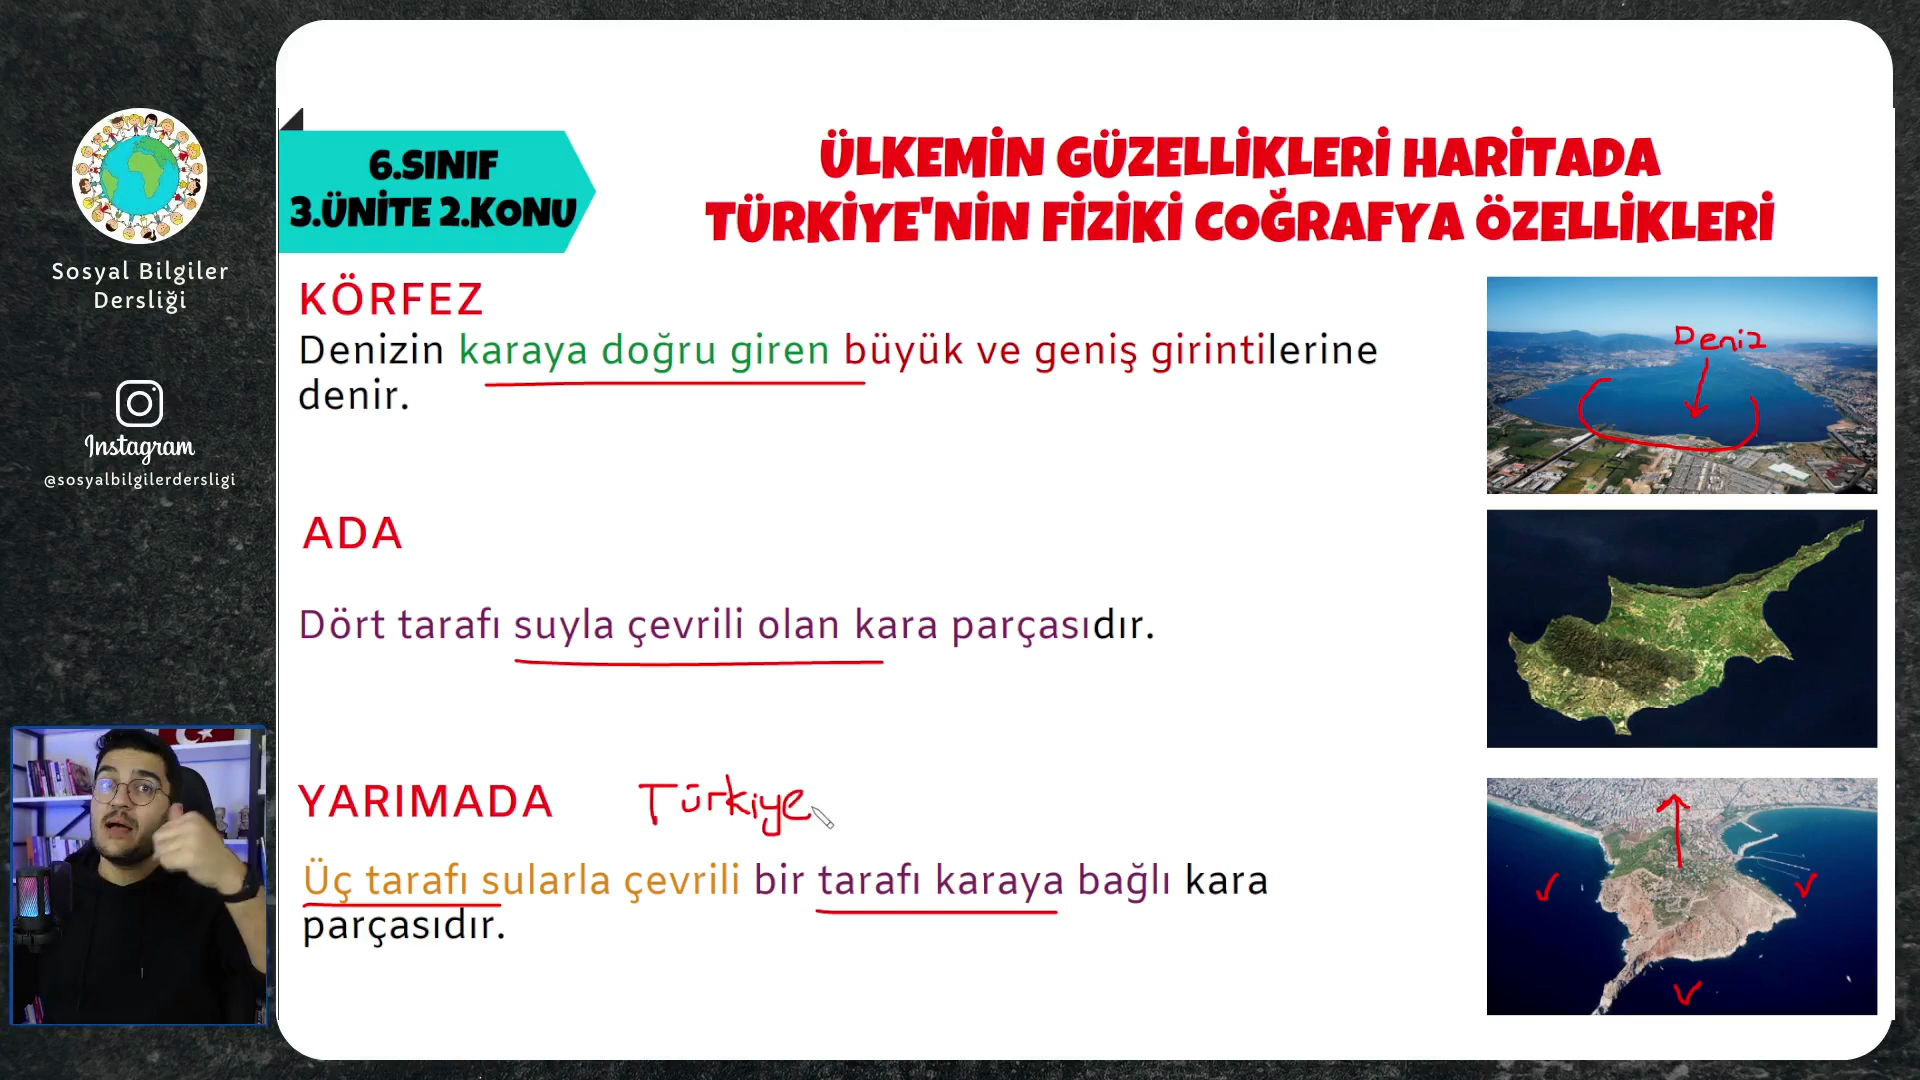 Sosyal Bilgiler
Dersliği
Instagram
@sosyalbilgilerdersligi
6.SINIF
3.ÜNİTE 2.KONU
ÜLKEMİN GÜZELLİKLERİ HARİTADA
TÜRKİYE'NİN FİZİKİ COĞRAFYA ÖZELLİKLERİ
KÖRFEZ
Denizin karaya doğru giren büyük ve geniş girintilerine
denir.
Deniz
ADA
Dört tarafı suyla çevrili olan kara parçasıdır.
YARIMADA Türkiye
Üç tarafı sularla çevrili bir tarafı karaya bağlı kara
parçasıdır.